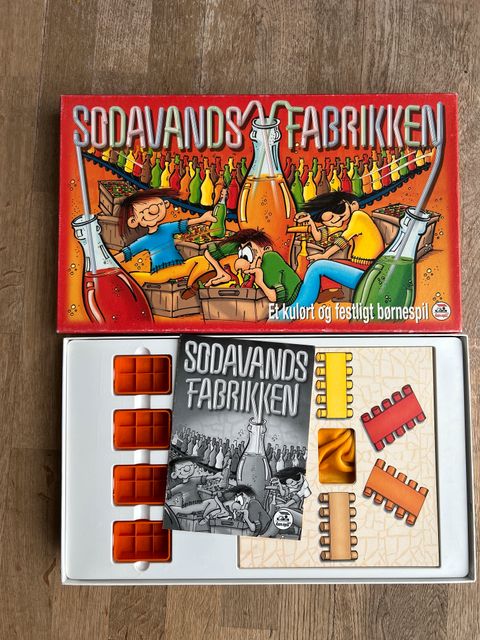 SODAVANDS FABRIKKEN
Et kulørt og festligt børnespil
SODAVANDS
FABRIKKEN